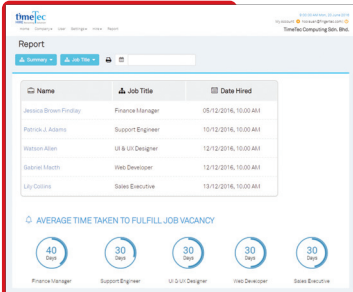 timeTec
TimeTec Computing Sdn. Bhd.
Report
Summary
Job Title
Name Job Title Date Hired
Jessica Brown Findlay Finance Manager 05/12/2016, 10.00 AM
Patrick J. Adams Support Engineer 10/12/2016, 10.00 AM
Watson Allen UI & UX Designer 12/12/2016, 10.00 AM
Gabriel Macth Web Developer 12/12/2016, 10.00 AM
Lily Collins Sales Executive 13/12/2016, 10.00 AM
AVERAGE TIME TAKEN TO FULFILL JOB VACANCY
40 30 30 30 30
Days Days Days Days Days
Finance Manager Support Engineer UI & UX Designer Web Developer Sales Executive